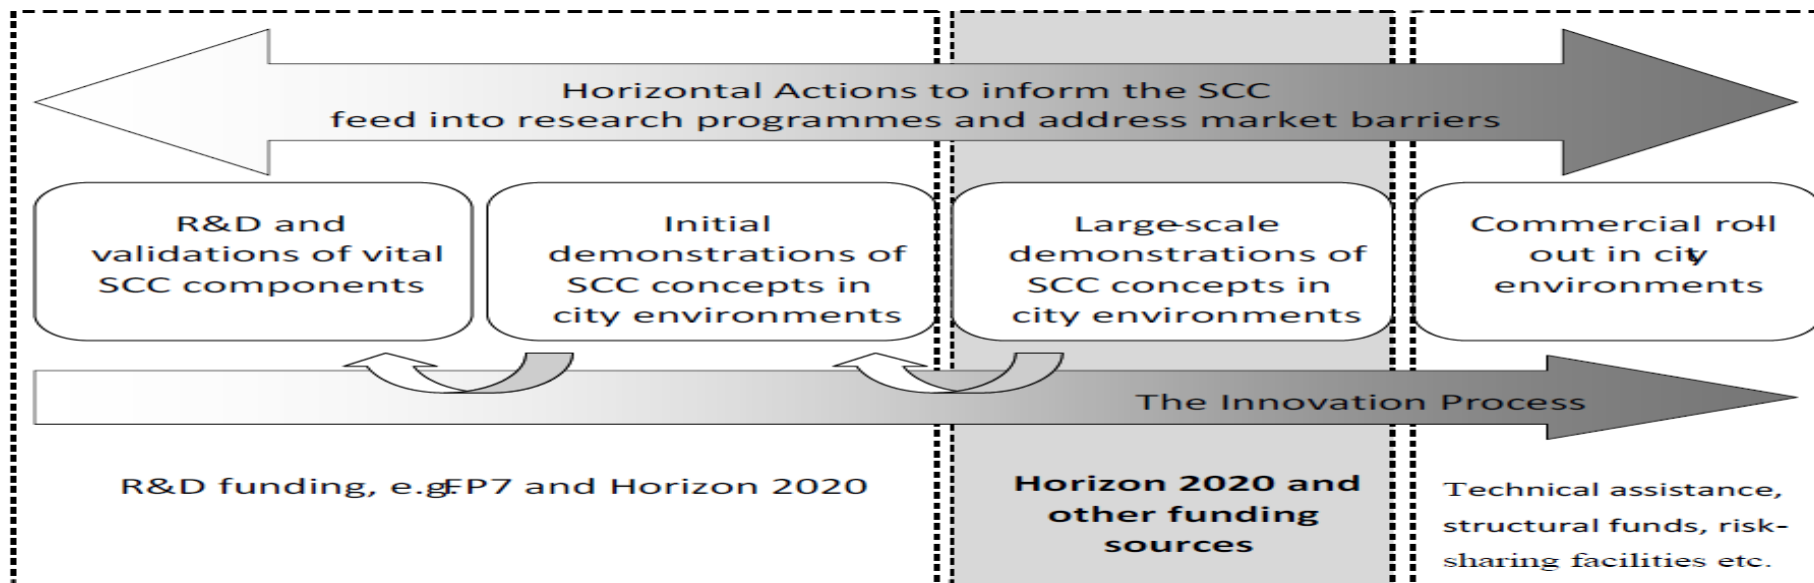 Horizontal Actions to inform the SCC
feed into research programmes and address market barriers
R&D and
validations of vital
SCC components
Initial
demonstrations of
SCC concepts in
city environments
Large-scale
demonstrations of
SCC concepts in
city environments
Commercial roll
out in city
environments
The Innovation Process
R&D funding, e.g. FP7 and Horizon 2020
Horizon 2020 and
other funding
sources
Technical assistance,
structural funds, risk-
sharing facilities etc.